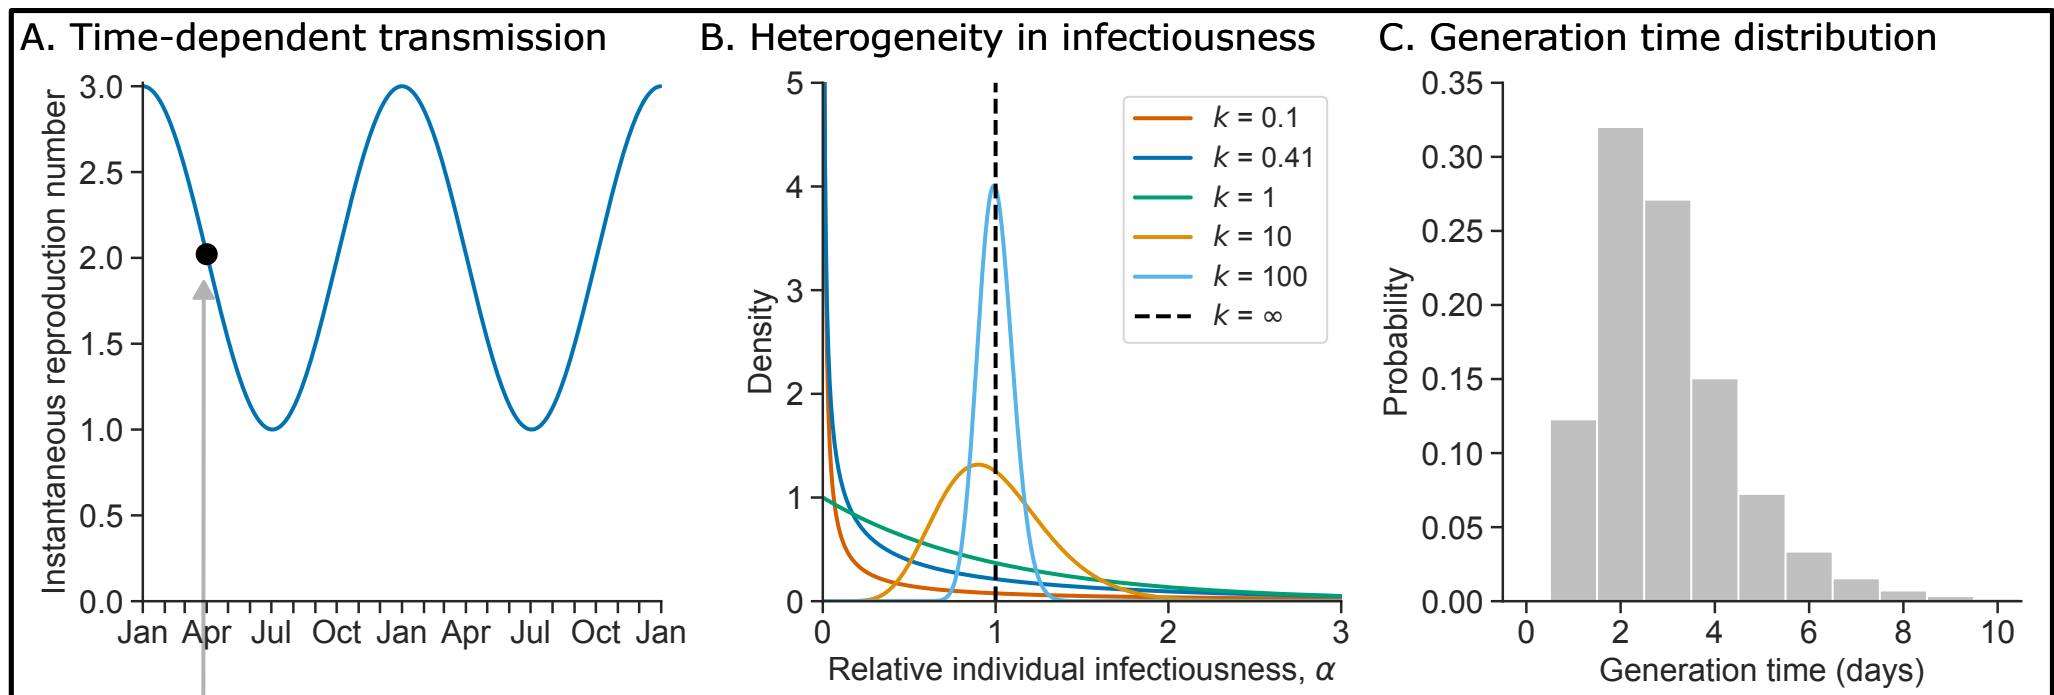 A. Time-dependent transmission
Instantaneous reproduction number
3.0
2.5
2.0
1.5
1.0
0.5
0.0
Jan Apr Jul Oct Jan Apr Jul Oct Jan
B. Heterogeneity in infectiousness
Density
5
4
3
2
1
0
k = 0.1
k = 0.41
k = 1
k = 10
k = 100
k = ∞
0 1 2 3
Relative individual infectiousness, α
C. Generation time distribution
Probability
0.35
0.30
0.25
0.20
0.15
0.10
0.05
0.00
0 2 4 6 8 10
Generation time (days)